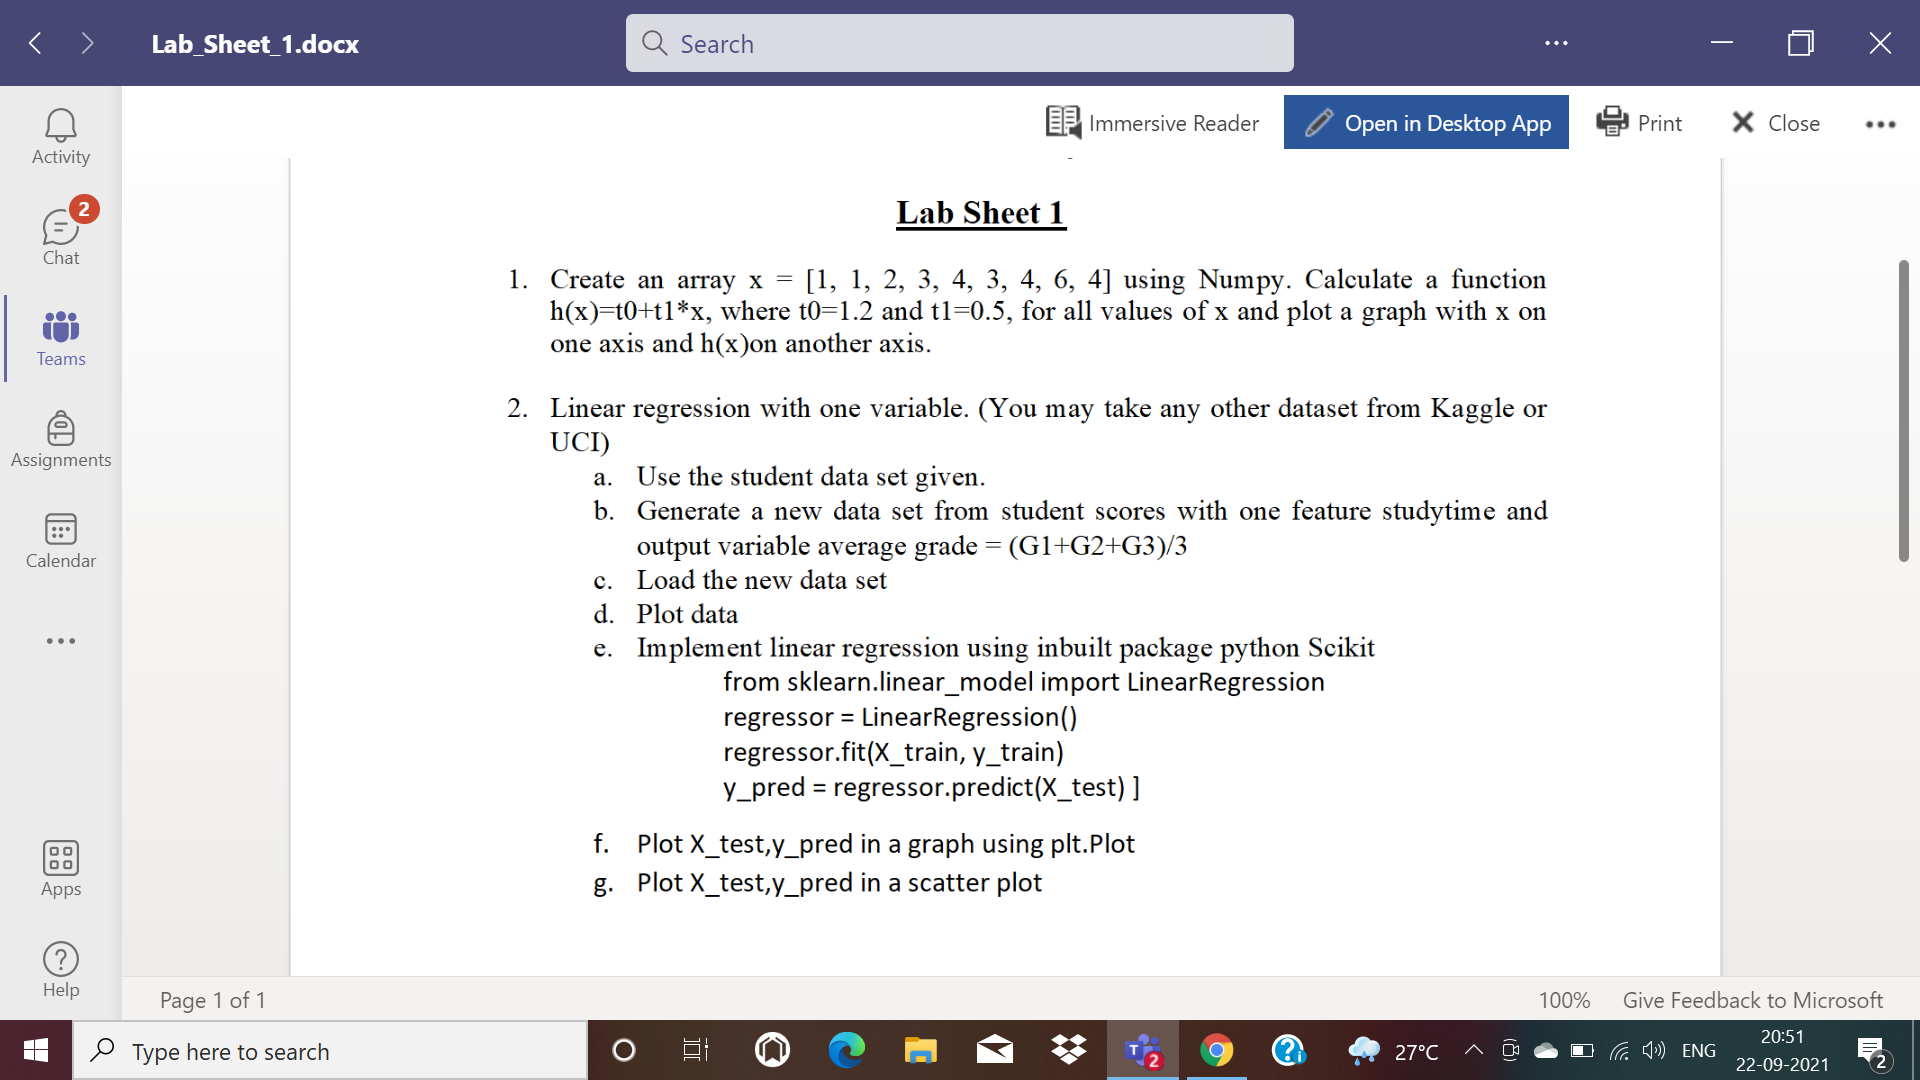 Lab_Sheet_1.docx
Search
Immersive Reader
Open in Desktop App
Print
Close
Activity
2
Chat
Teams
Assignments
Calendar
Apps
Help
Lab Sheet 1
1. Create an array x = [1, 1, 2, 3, 4, 3, 4, 6, 4] using Numpy. Calculate a function
h(x)=t0+t1*x, where t0=1.2 and t1=0.5, for all values of x and plot a graph with x on
one axis and h(x)on another axis.
2. Linear regression with one variable. (You may take any other dataset from Kaggle or
UCI)
a. Use the student data set given.
b. Generate a new data set from student scores with one feature studytime and
output variable average grade = (G1+G2+G3)/3
c. Load the new data set
d. Plot data
e. Implement linear regression using inbuilt package python Scikit
from sklearn.linear_model import LinearRegression
regressor = LinearRegression()
regressor.fit(X_train, y_train)
y_pred = regressor.predict(X_test) ]
f. Plot X_test,y_pred in a graph using plt.Plot
g. Plot X_test,y_pred in a scatter plot
Page 1 of 1
100%
Give Feedback to Microsoft
Type here to search
T
2
27°C
ENG
20:51
22-09-2021
2